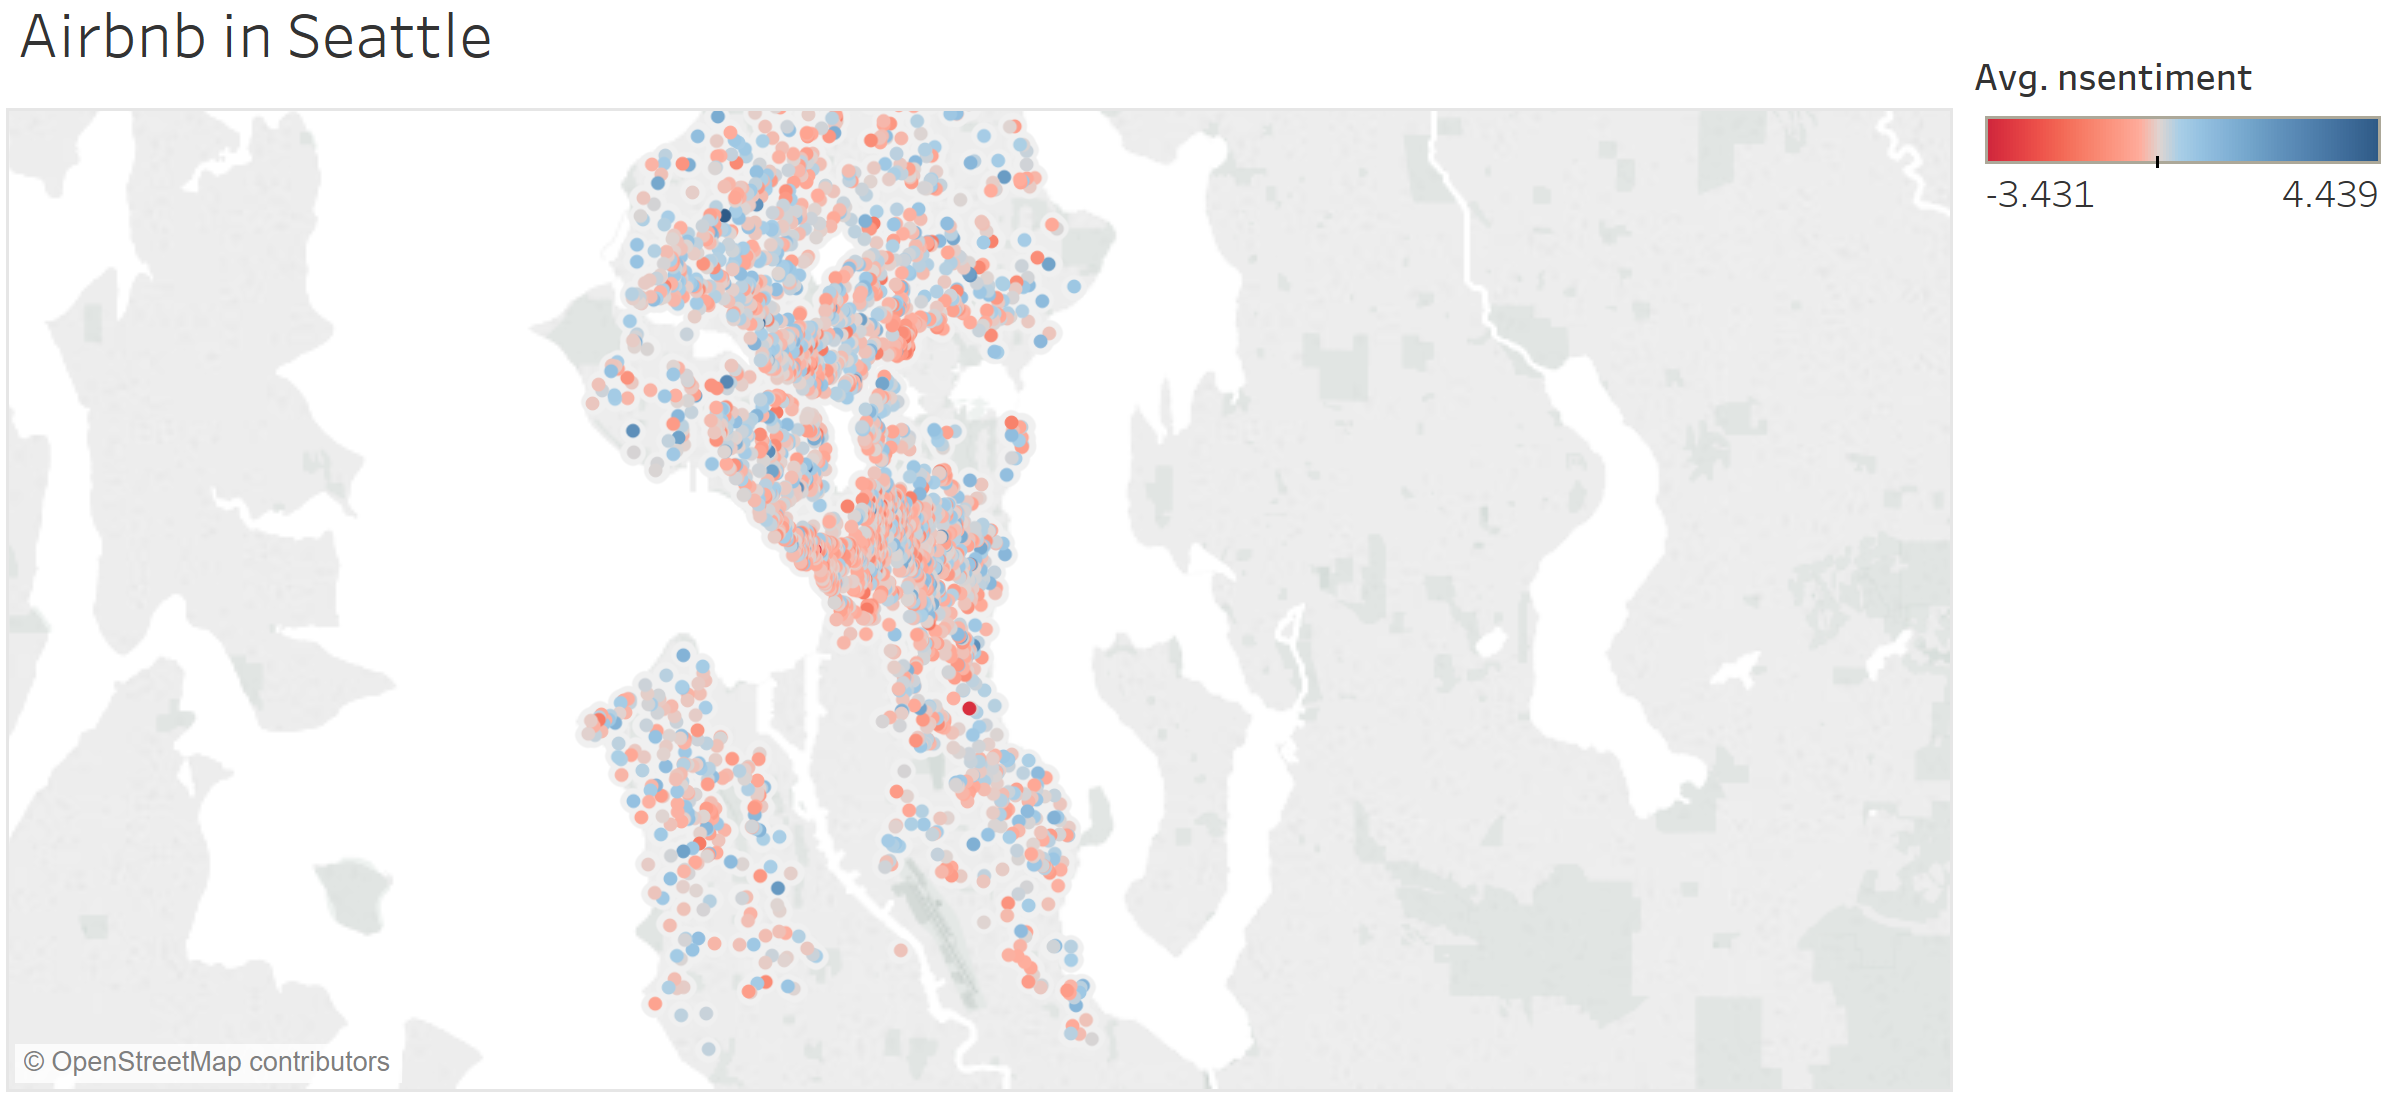 Airbnb in Seattle
Avg. nsentiment
-3.431 4.439
© OpenStreetMap contributors